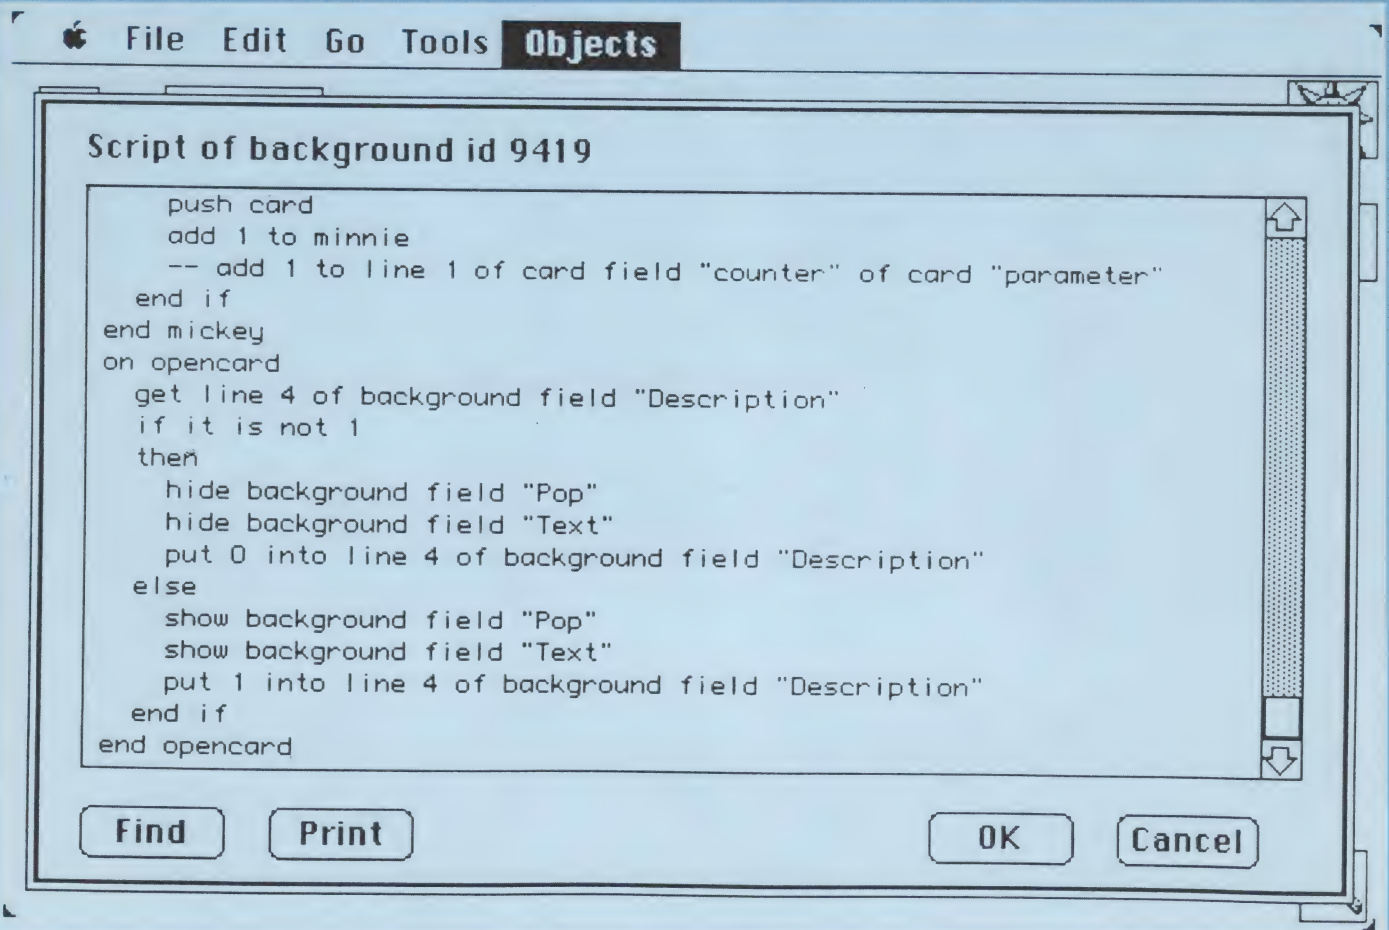 File Edit Go Tools Objects
Script of background id 9419
push card
add 1 to minnie
-- add 1 to line 1 of card field "counter" of card "parameter"
end if
end mickey
on opencard
get line 4 of background field "Description"
if it is not 1
then
hide background field "Pop"
hide background field "Text"
put 0 into line 4 of background field "Description"
else
show background field "Pop"
show background field "Text"
put 1 into line 4 of background field "Description"
end if
end opencard
Find Print OK Cancel